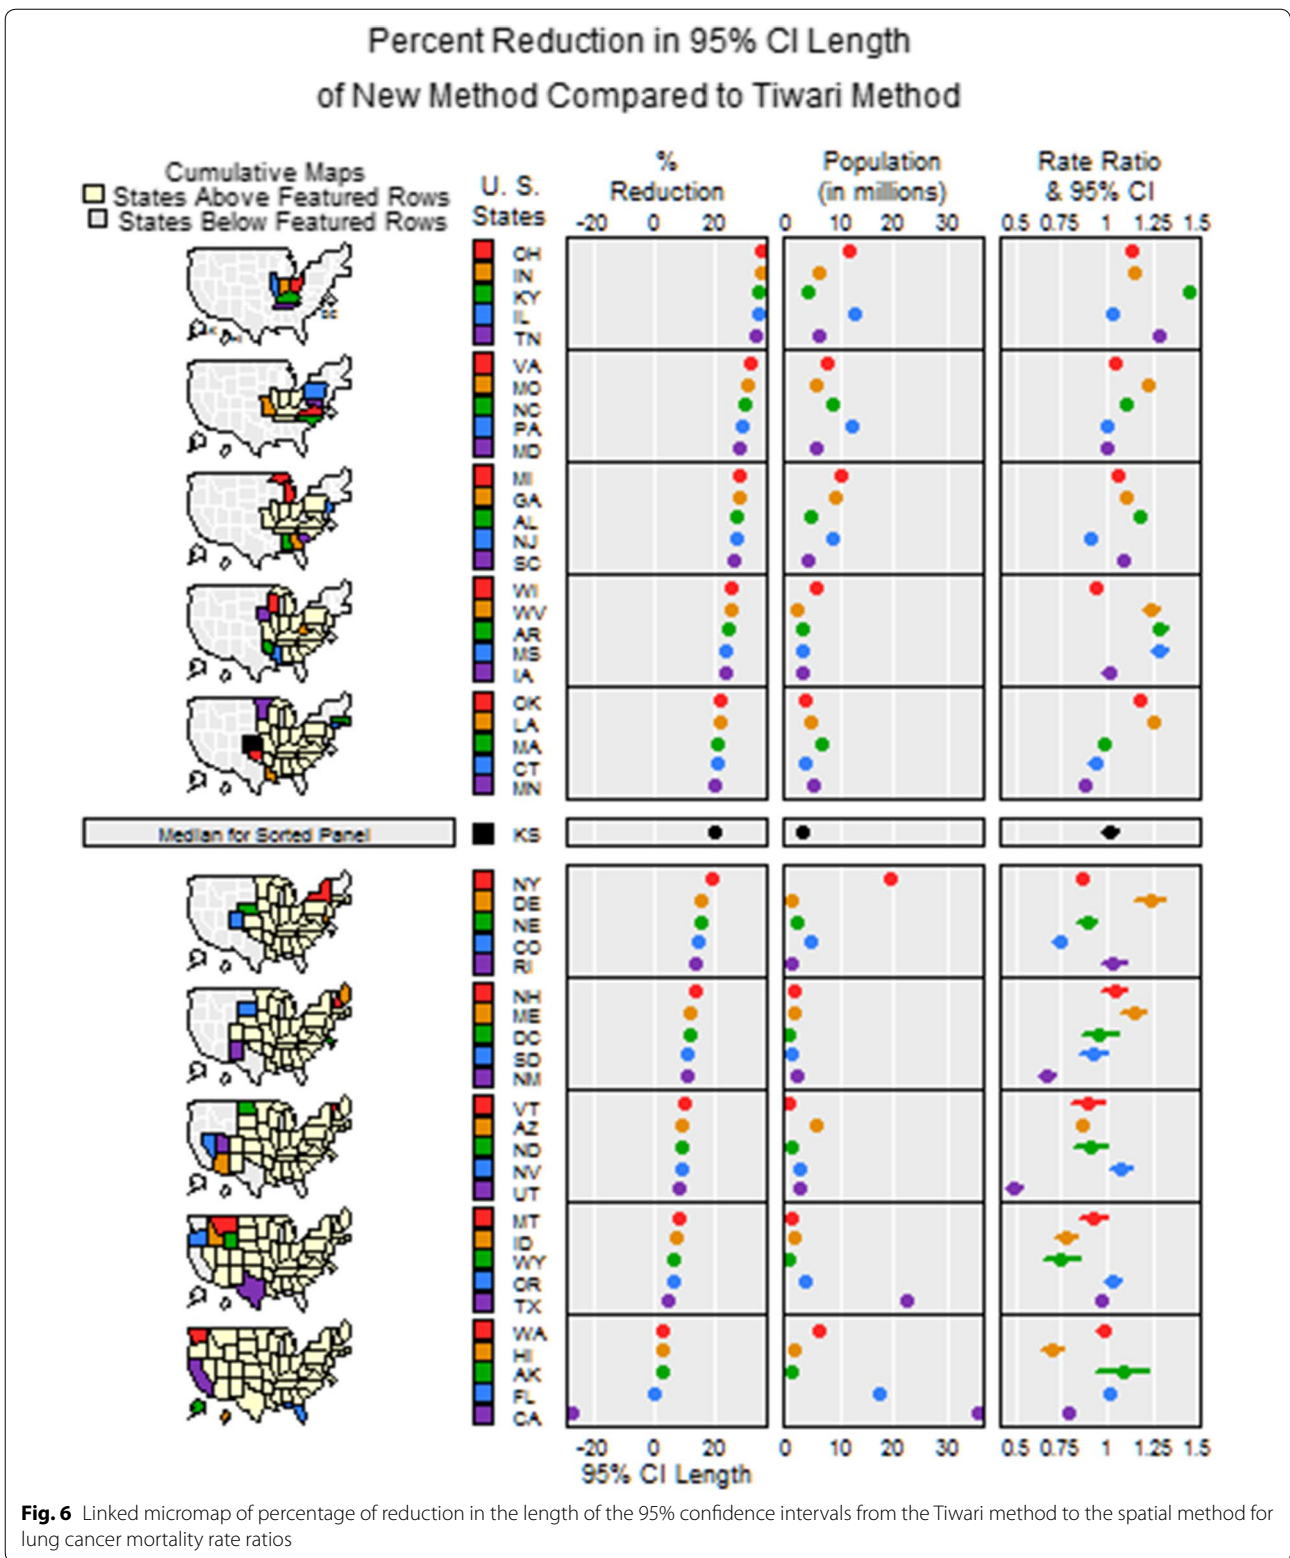 Percent Reduction in 95% CI Length
of New Method Compared to Tiwari Method
Cumulative Maps
States Above Featured Rows
States Below Featured Rows
U. S.
States
%
Reduction
Population
(in millions)
Rate Ratio
& 95% CI
-20 0 20
0 10 20 30
0.5 0.75 1 1.25 1.5
OH
IN
KY
IL
TN
VA
MO
NC
PA
MD
MI
GA
AL
NJ
SC
WI
WV
AR
MS
IA
OK
LA
MA
CT
MN
Median for Sorted Panel
KS
NY
DE
NE
CO
RI
NH
ME
DC
SD
NM
VT
AZ
ND
NV
UT
MT
ID
WY
OR
TX
WA
HI
AK
FL
CA
-20 0 20
0 10 20 30
0.5 0.75 1 1.25 1.5
95% CI Length
Fig. 6 Linked micromap of percentage of reduction in the length of the 95% confidence intervals from the Tiwari method to the spatial method for
lung cancer mortality rate ratios